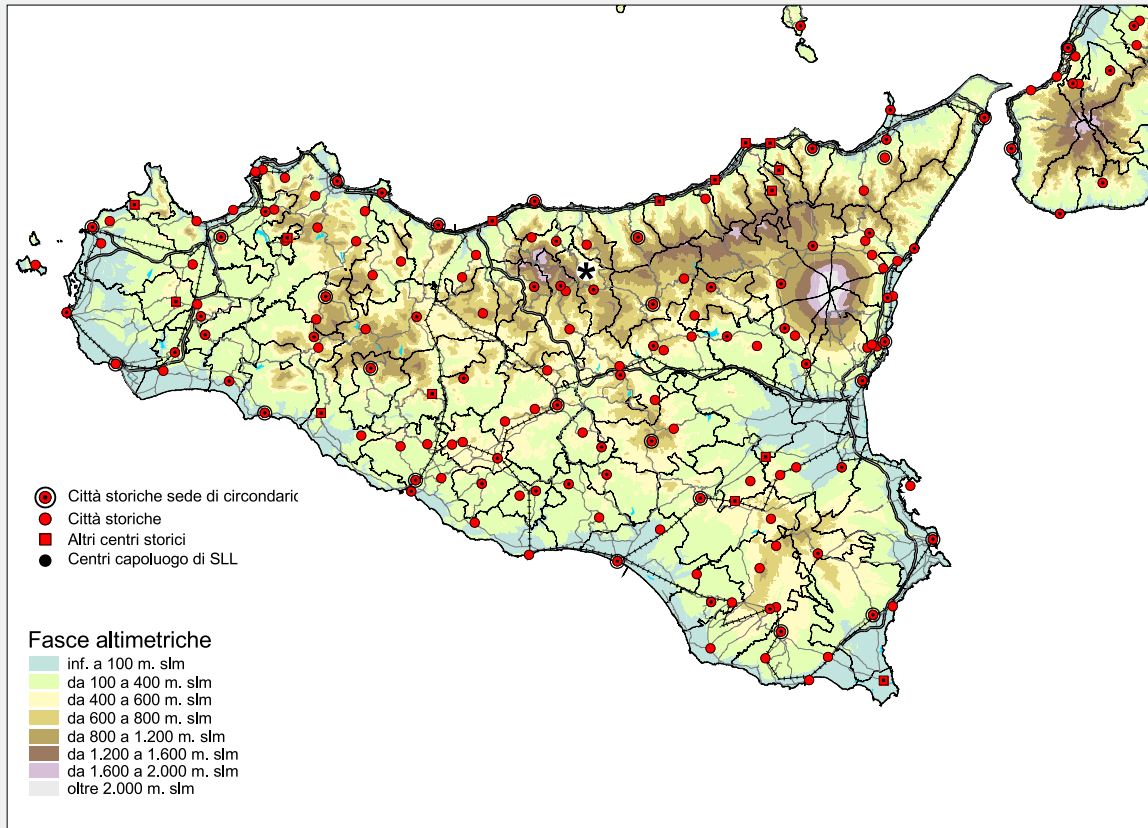 *
Città storiche sede di circondario
Città storiche
Altri centri storici
Centri capoluogo di SLL
Fasce altimetriche
inf. a 100 m. slm
da 100 a 400 m. slm
da 400 a 600 m. slm
da 600 a 800 m. slm
da 800 a 1.200 m. slm
da 1.200 a 1.600 m. slm
da 1.600 a 2.000 m. slm
oltre 2.000 m. slm